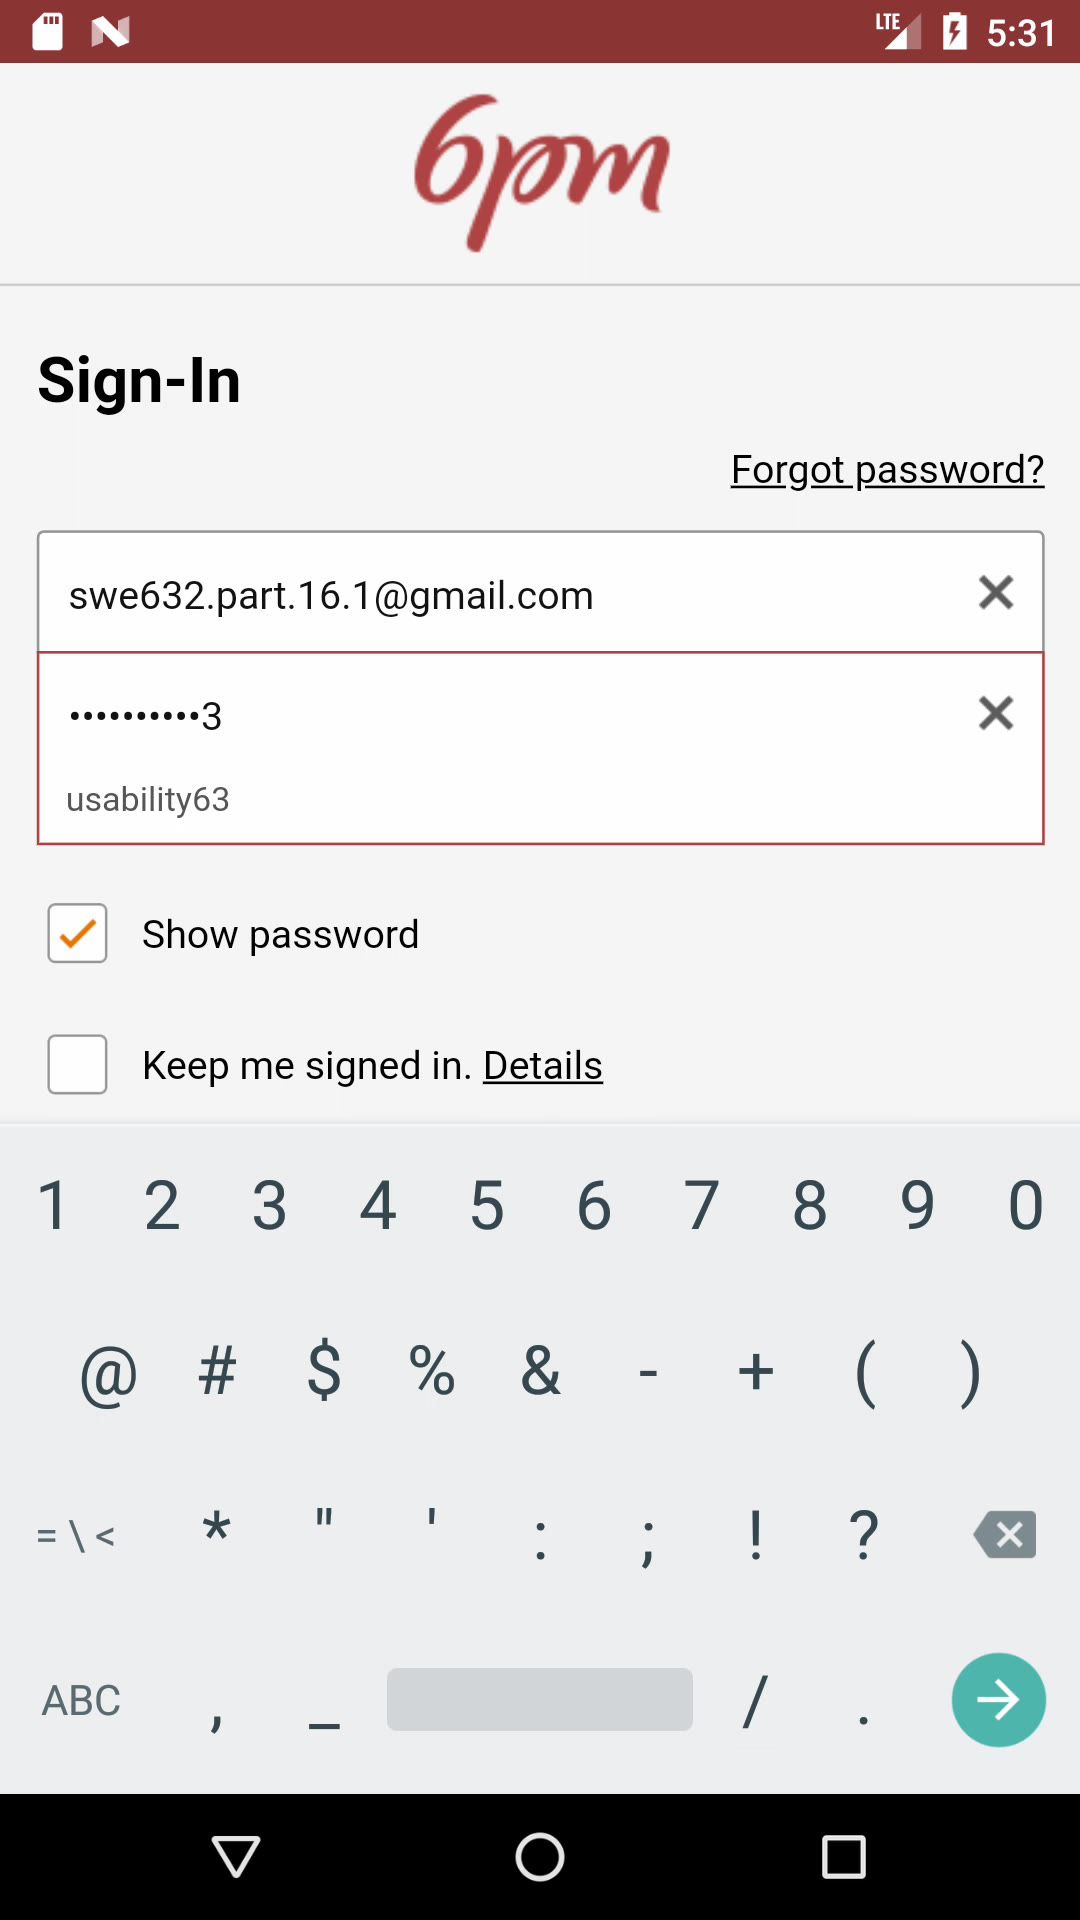 LTE 5:31
6pm
Sign-In
Forgot password?
swe632.part.16.1@gmail.com
••••••••••3
usability63
Show password
Keep me signed in. Details
1 2 3 4 5 6 7 8 9 0
@ # $ % & - + ( )
= \ < * " ' : ; ! ?
ABC , _ / .